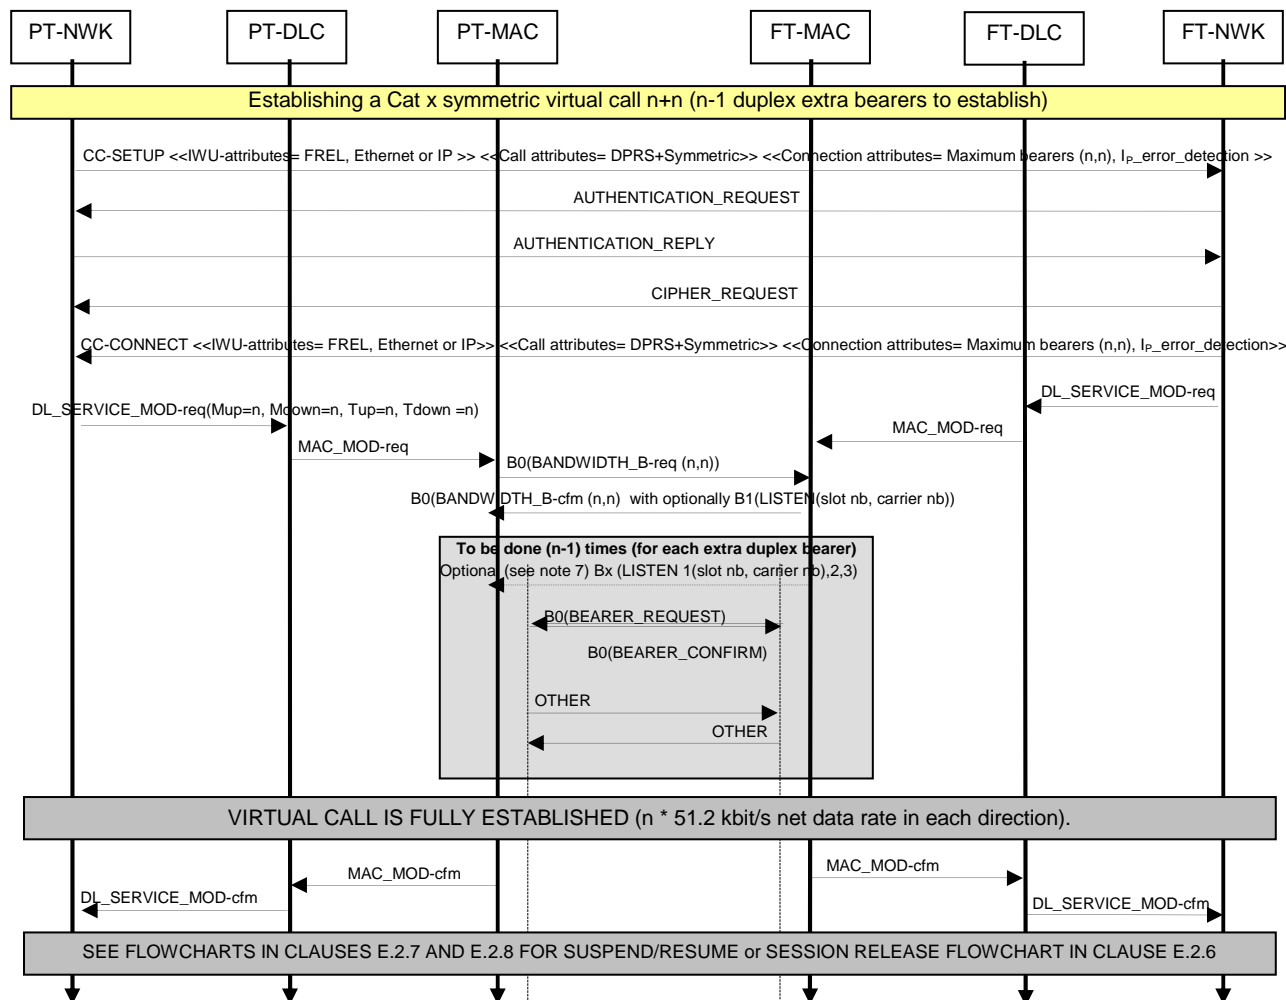 PT-NWK
PT-DLC
PT-MAC
FT-MAC
FT-DLC
FT-NWK
Establishing a Cat x symmetric virtual call n+n (n-1 duplex extra bearers to establish)
CC-SETUP <<IWU-attributes= FREL, Ethernet or IP >> <<Call attributes= DPRS+Symmetric>> <<Connection attributes= Maximum bearers (n,n), IP_error_detection >>
AUTHENTICATION_REQUEST
AUTHENTICATION_REPLY
CIPHER_REQUEST
CC-CONNECT <<IWU-attributes= FREL, Ethernet or IP>> <<Call attributes= DPRS+Symmetric>> <<Connection attributes= Maximum bearers (n,n), IP_error_detection>>
DL_SERVICE_MOD-req
DL_SERVICE_MOD-req(Mup=n, Mdown=n, Tup=n, Tdown =n)
MAC_MOD-req
MAC_MOD-req
B0(BANDWIDTH_B-req (n,n))
B0(BANDWIDTH_B-cfm (n,n)  with optionally B1(LISTEN(slot nb, carrier nb))
To be done (n-1) times (for each extra duplex bearer)
Optional (see note 7) Bx (LISTEN 1(slot nb, carrier nb),2,3)
B0(BEARER_REQUEST)
B0(BEARER_CONFIRM)
OTHER
OTHER
VIRTUAL CALL IS FULLY ESTABLISHED (n * 51.2 kbit/s net data rate in each direction).
MAC_MOD-cfm
MAC_MOD-cfm
DL_SERVICE_MOD-cfm
DL_SERVICE_MOD-cfm
SEE FLOWCHARTS IN CLAUSES E.2.7 AND E.2.8 FOR SUSPEND/RESUME or SESSION RELEASE FLOWCHART IN CLAUSE E.2.6